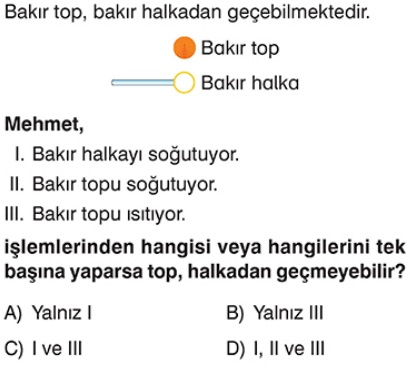 Bakır top, bakır halkadan geçebilmektedir.
Bakır top
Bakır halka
Mehmet,
I. Bakır halkayı soğutuyor.
II. Bakır topu soğutuyor.
III. Bakır topu ısıtıyor.
işlemlerinden hangisi veya hangilerini tek
başına yaparsa top, halkadan geçmeyebilir?
A) Yalnız I
B) Yalnız III
C) I ve III
D) I, II ve III